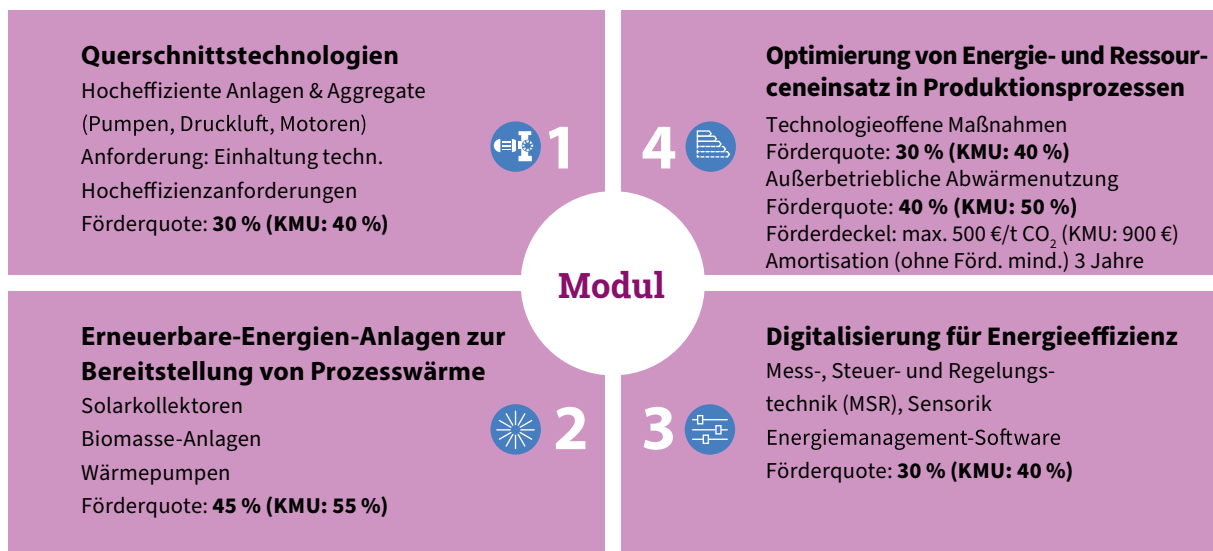 Querschnittstechnologien
Hocheffiziente Anlagen & Aggregate
(Pumpen, Druckluft, Motoren)
Anforderung: Einhaltung techn.
Hocheffizienzanforderungen
Förderquote: 30 % (KMU: 40 %)
1
4
Optimierung von Energie- und Ressour-
ceneinsatz in Produktionsprozessen
Technologieoffene Maßnahmen
Förderquote: 30 % (KMU: 40 %)
Außerbetriebliche Abwärmenutzung
Förderquote: 40 % (KMU: 50 %)
Förderdeckel: max. 500 €/t CO₂ (KMU: 900 €)
Amortisation (ohne Förd. mind.) 3 Jahre
Modul
Erneuerbare-Energien-Anlagen zur
Bereitstellung von Prozesswärme
Solarkollektoren
Biomasse-Anlagen
Wärmepumpen
Förderquote: 45 % (KMU: 55 %)
2
3
Digitalisierung für Energieeffizienz
Mess-, Steuer- und Regelungs-
technik (MSR), Sensorik
Energiemanagement-Software
Förderquote: 30 % (KMU: 40 %)